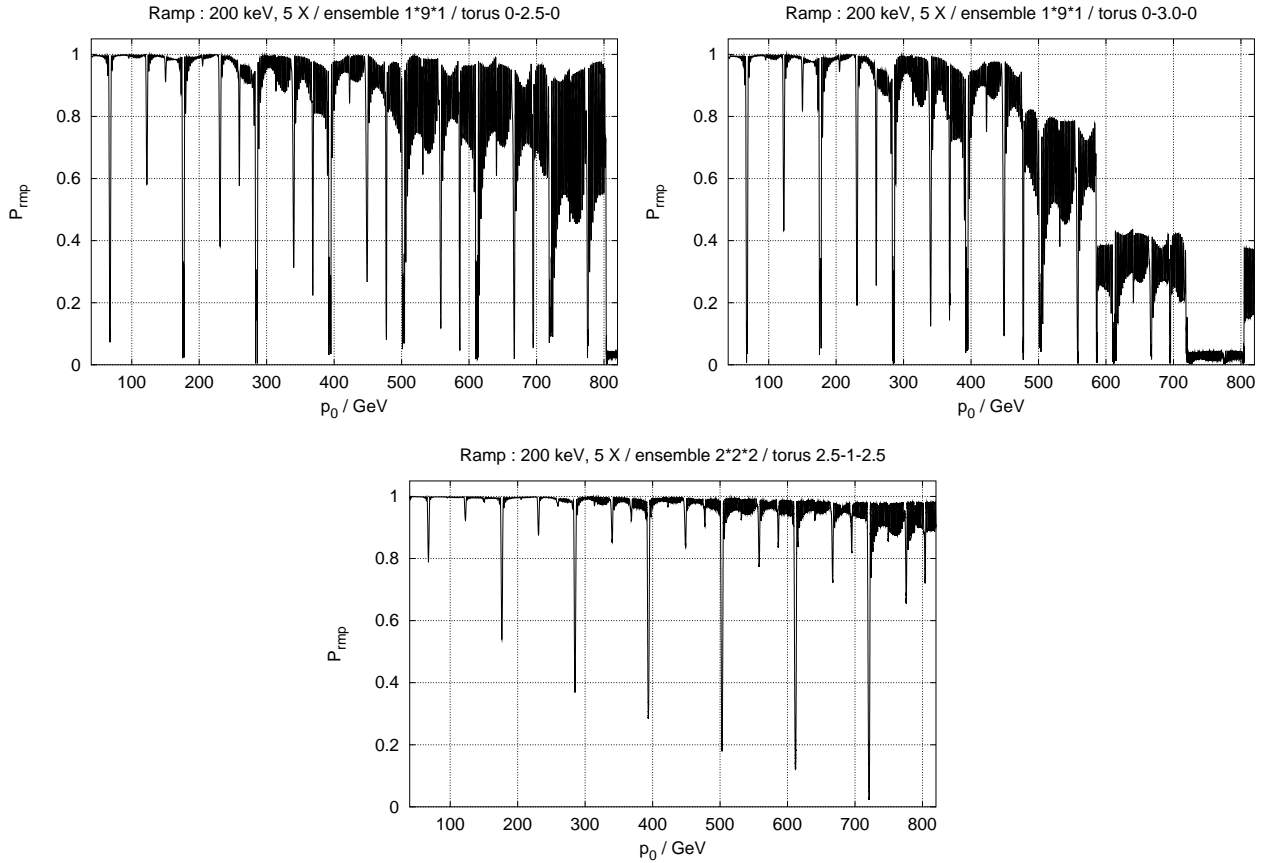 Ramp : 200 keV, 5 X / ensemble 1*9*1 / torus 0-2.5-0
1
0.8
0.6
0.4
0.2
0
P_rmp
100 200 300 400 500 600 700 800
p_0 / GeV
Ramp : 200 keV, 5 X / ensemble 1*9*1 / torus 0-3.0-0
1
0.8
0.6
0.4
0.2
0
P_rmp
100 200 300 400 500 600 700 800
p_0 / GeV
Ramp : 200 keV, 5 X / ensemble 2*2*2 / torus 2.5-1-2.5
1
0.8
0.6
0.4
0.2
0
P_rmp
100 200 300 400 500 600 700 800
p_0 / GeV